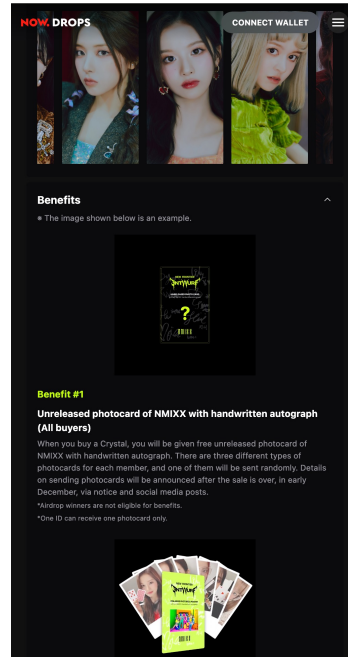 NOW. DROPS
CONNECT WALLET
Benefits
※ The image shown below is an example.
?
NMIXX
Benefit #1
Unreleased photocard of NMIXX with handwritten autograph
(All buyers)
When you buy a Crystal, you will be given free unreleased photocard of
NMIXX with handwritten autograph. There are three different types of
photocards for each member, and one of them will be sent randomly. Details
on sending photocards will be announced after the sale is over, in early
December, via notice and social media posts.
*Airdrop winners are not eligible for benefits.
*One ID can receive one photocard only.
ENTWURF
NMIXX